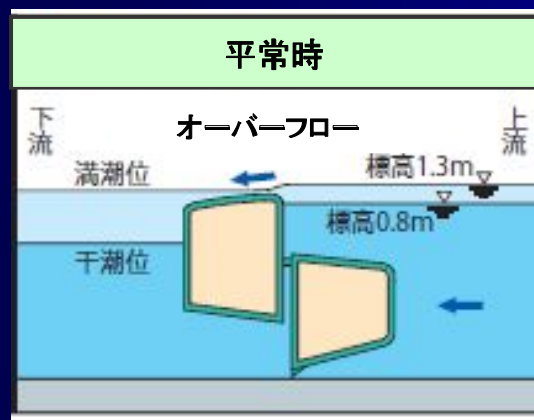 平常時
下流
上流
オーバーフロー
満潮位
標高1.3m
標高0.8m
干潮位